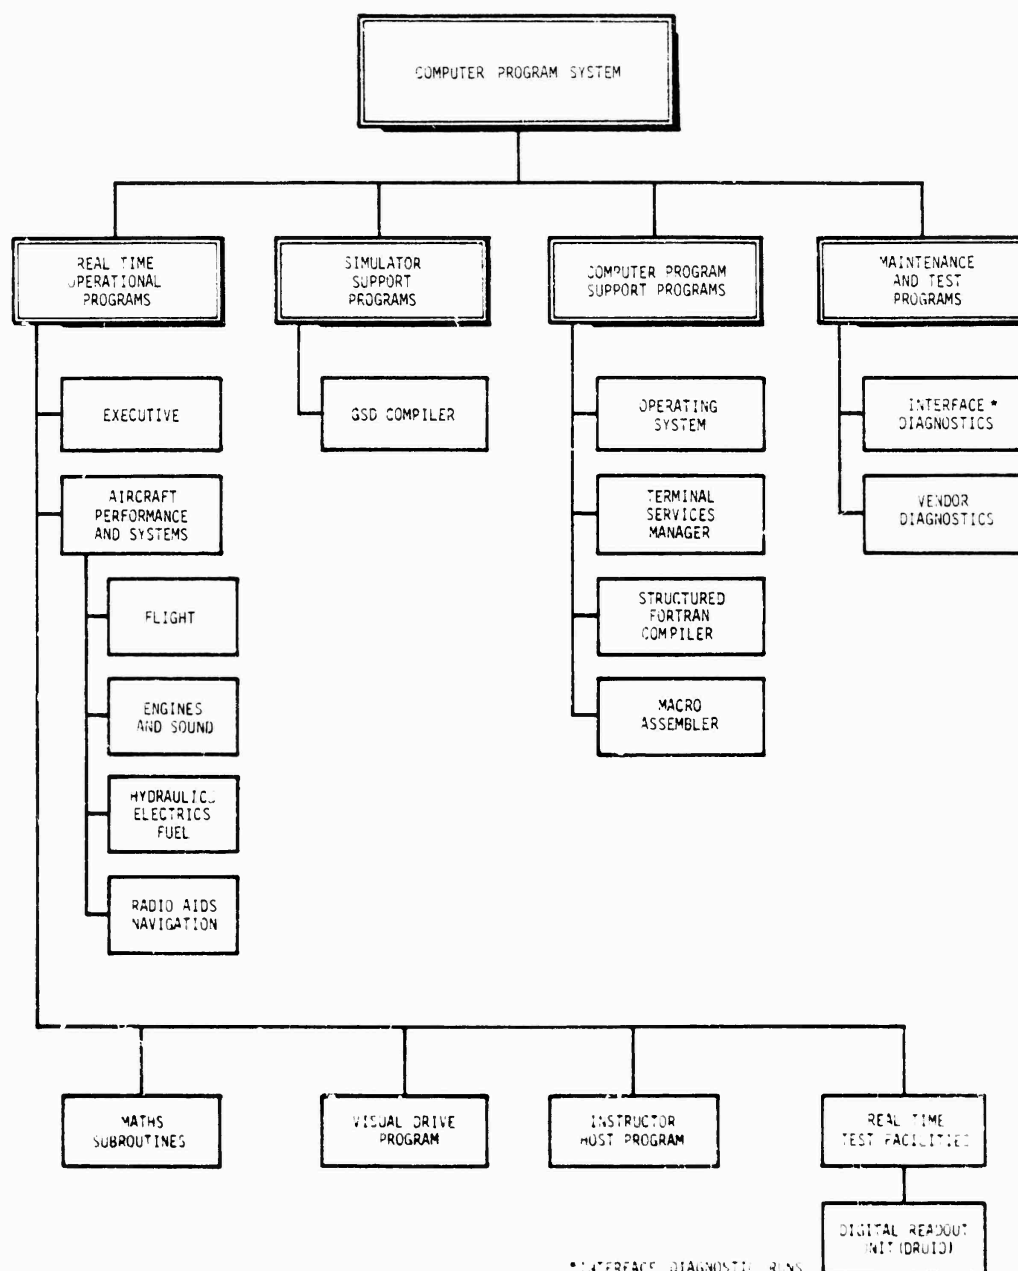 COMPUTER PROGRAM SYSTEM
REAL TIME
OPERATIONAL
PROGRAMS
SIMULATOR
SUPPORT
PROGRAMS
COMPUTER PROGRAM
SUPPORT PROGRAMS
MAINTENANCE
AND TEST
PROGRAMS
EXECUTIVE
GSD COMPILER
OPERATING
SYSTEM
INTERFACE *
DIAGNOSTICS
AIRCRAFT
PERFORMANCE
AND SYSTEMS
TERMINAL
SERVICES
MANAGER
VENDOR
DIAGNOSTICS
FLIGHT
STRUCTURED
FORTRAN
COMPILER
ENGINES
AND SOUND
MACRO
ASSEMBLER
HYDRAULICS
ELECTRICS
FUEL
RADIO AIDS
NAVIGATION
MATHS
SUBROUTINES
VISUAL DRIVE
PROGRAM
INSTRUCTOR
HOST PROGRAM
REAL TIME
TEST FACILITIES
DIGITAL READOUT
UNIT (DRUID)
*INTERFACE DIAGNOSTIC RUNS